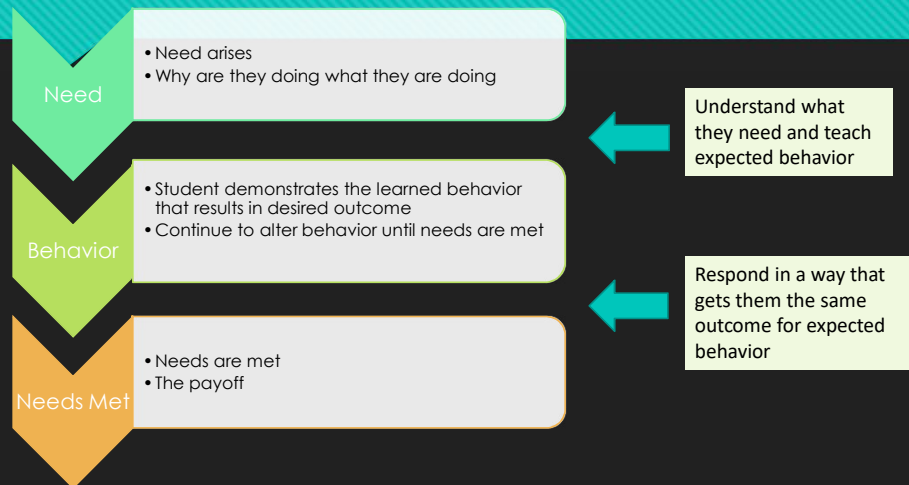 Need
• Need arises
• Why are they doing what they are doing
Understand what
they need and teach
expected behavior
Behavior
• Student demonstrates the learned behavior
that results in desired outcome
• Continue to alter behavior until needs are met
Respond in a way that
gets them the same
outcome for expected
behavior
Needs Met
• Needs are met
• The payoff